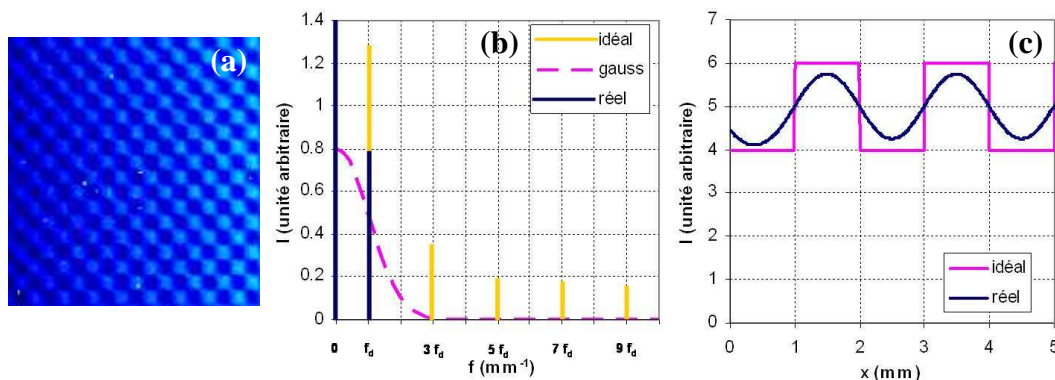 (a)
I (unité arbitraire)
1.4
1.2
1
0.8
0.6
0.4
0.2
0
(b)
idéal
gauss
réel
0 f_d 3 f_d 5 f_d 7 f_d 9 f_d
f (mm⁻¹)
I (unité arbitraire)
7
6
5
4
3
2
1
0
(c)
idéal
réel
0 1 2 3 4 5
x (mm)